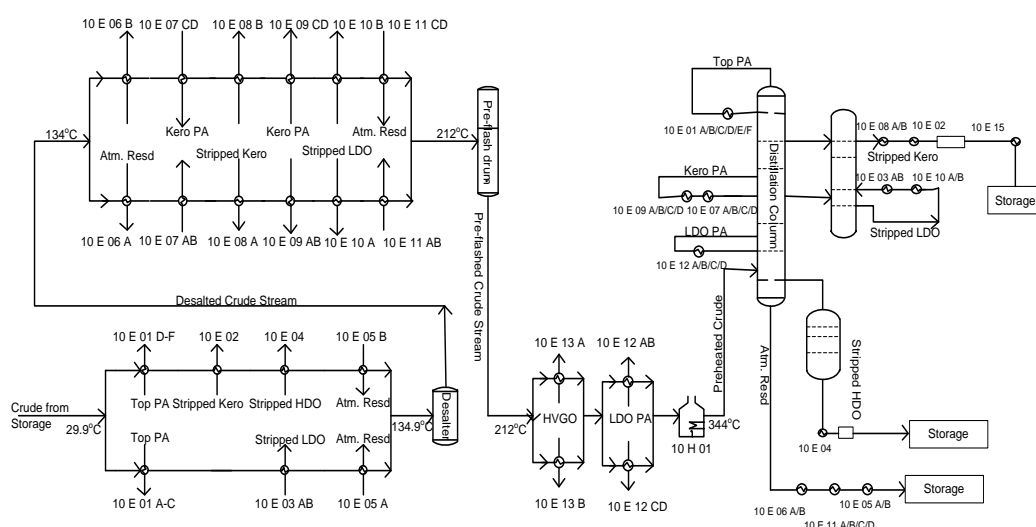 10 E 06 B 10 E 07 CD 10 E 08 B 10 E 09 CD 10 E 10 B 10 E 11 CD
134°C
Kero PA
Kero PA
Atm. Resd
Atm. Resd
Stripped Kero
Stripped LDO
212°C
Pre-flash drum
10 E 06 A 10 E 07 AB 10 E 08 A 10 E 09 AB 10 E 10 A 10 E 11 AB
Desalted Crude Stream
Pre-flashed Crude Stream
10 E 01 D-F 10 E 02 10 E 04 10 E 05 B
Crude from
Storage
29.9°C
Top PA Stripped Kero Stripped HDO Atm. Resd
Top PA
Stripped LDO
Atm. Resd
134.9°C
Desalter
10 E 01 A-C 10 E 03 AB 10 E 05 A
10 E 13 A 10 E 12 AB
212°C
HVGO
LDO PA
344°C
10 H 01
10 E 13 B 10 E 12 CD
Preheated Crude
Top PA
10 E 01 A/B/C/D/E/F
Kero PA
10 E 09 A/B/C/D 10 E 07 A/B/C/D
LDO PA
10 E 12 A/B/C/D
Distillation Column
10 E 08 A/B 10 E 02 10 E 15
Stripped Kero
10 E 03 AB 10 E 10 A/B
Stripped LDO
Storage
Atm. Resd
Stripped HDO
10 E 04
Storage
Storage
10 E 06 A/B
10 E 05 A/B
10 E 11 A/B/C/D